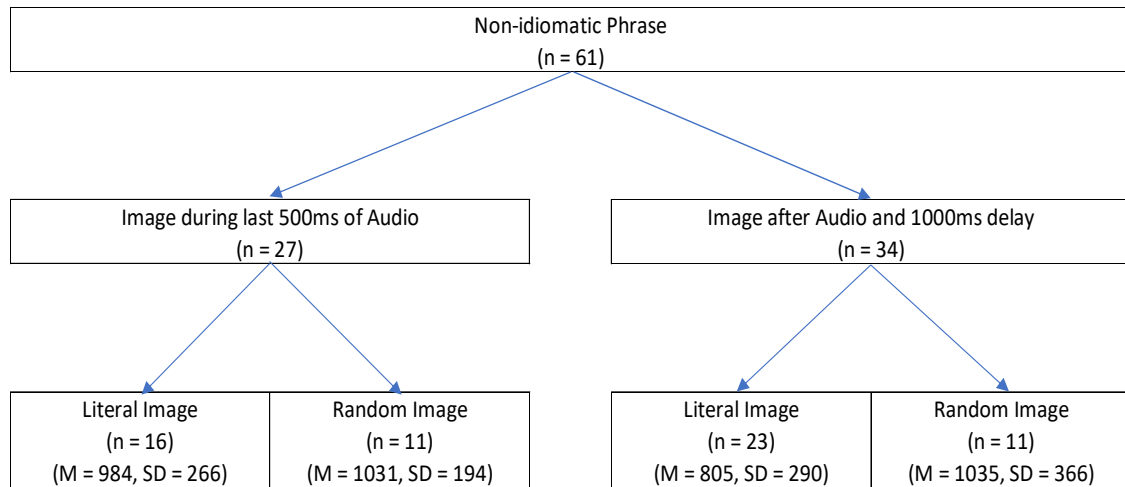 Non-idiomatic Phrase
(n = 61)
Image during last 500ms of Audio
(n = 27)
Image after Audio and 1000ms delay
(n = 34)
Literal Image
(n = 16)
(M = 984, SD = 266)
Random Image
(n = 11)
(M = 1031, SD = 194)
Literal Image
(n = 23)
(M = 805, SD = 290)
Random Image
(n = 11)
(M = 1035, SD = 366)